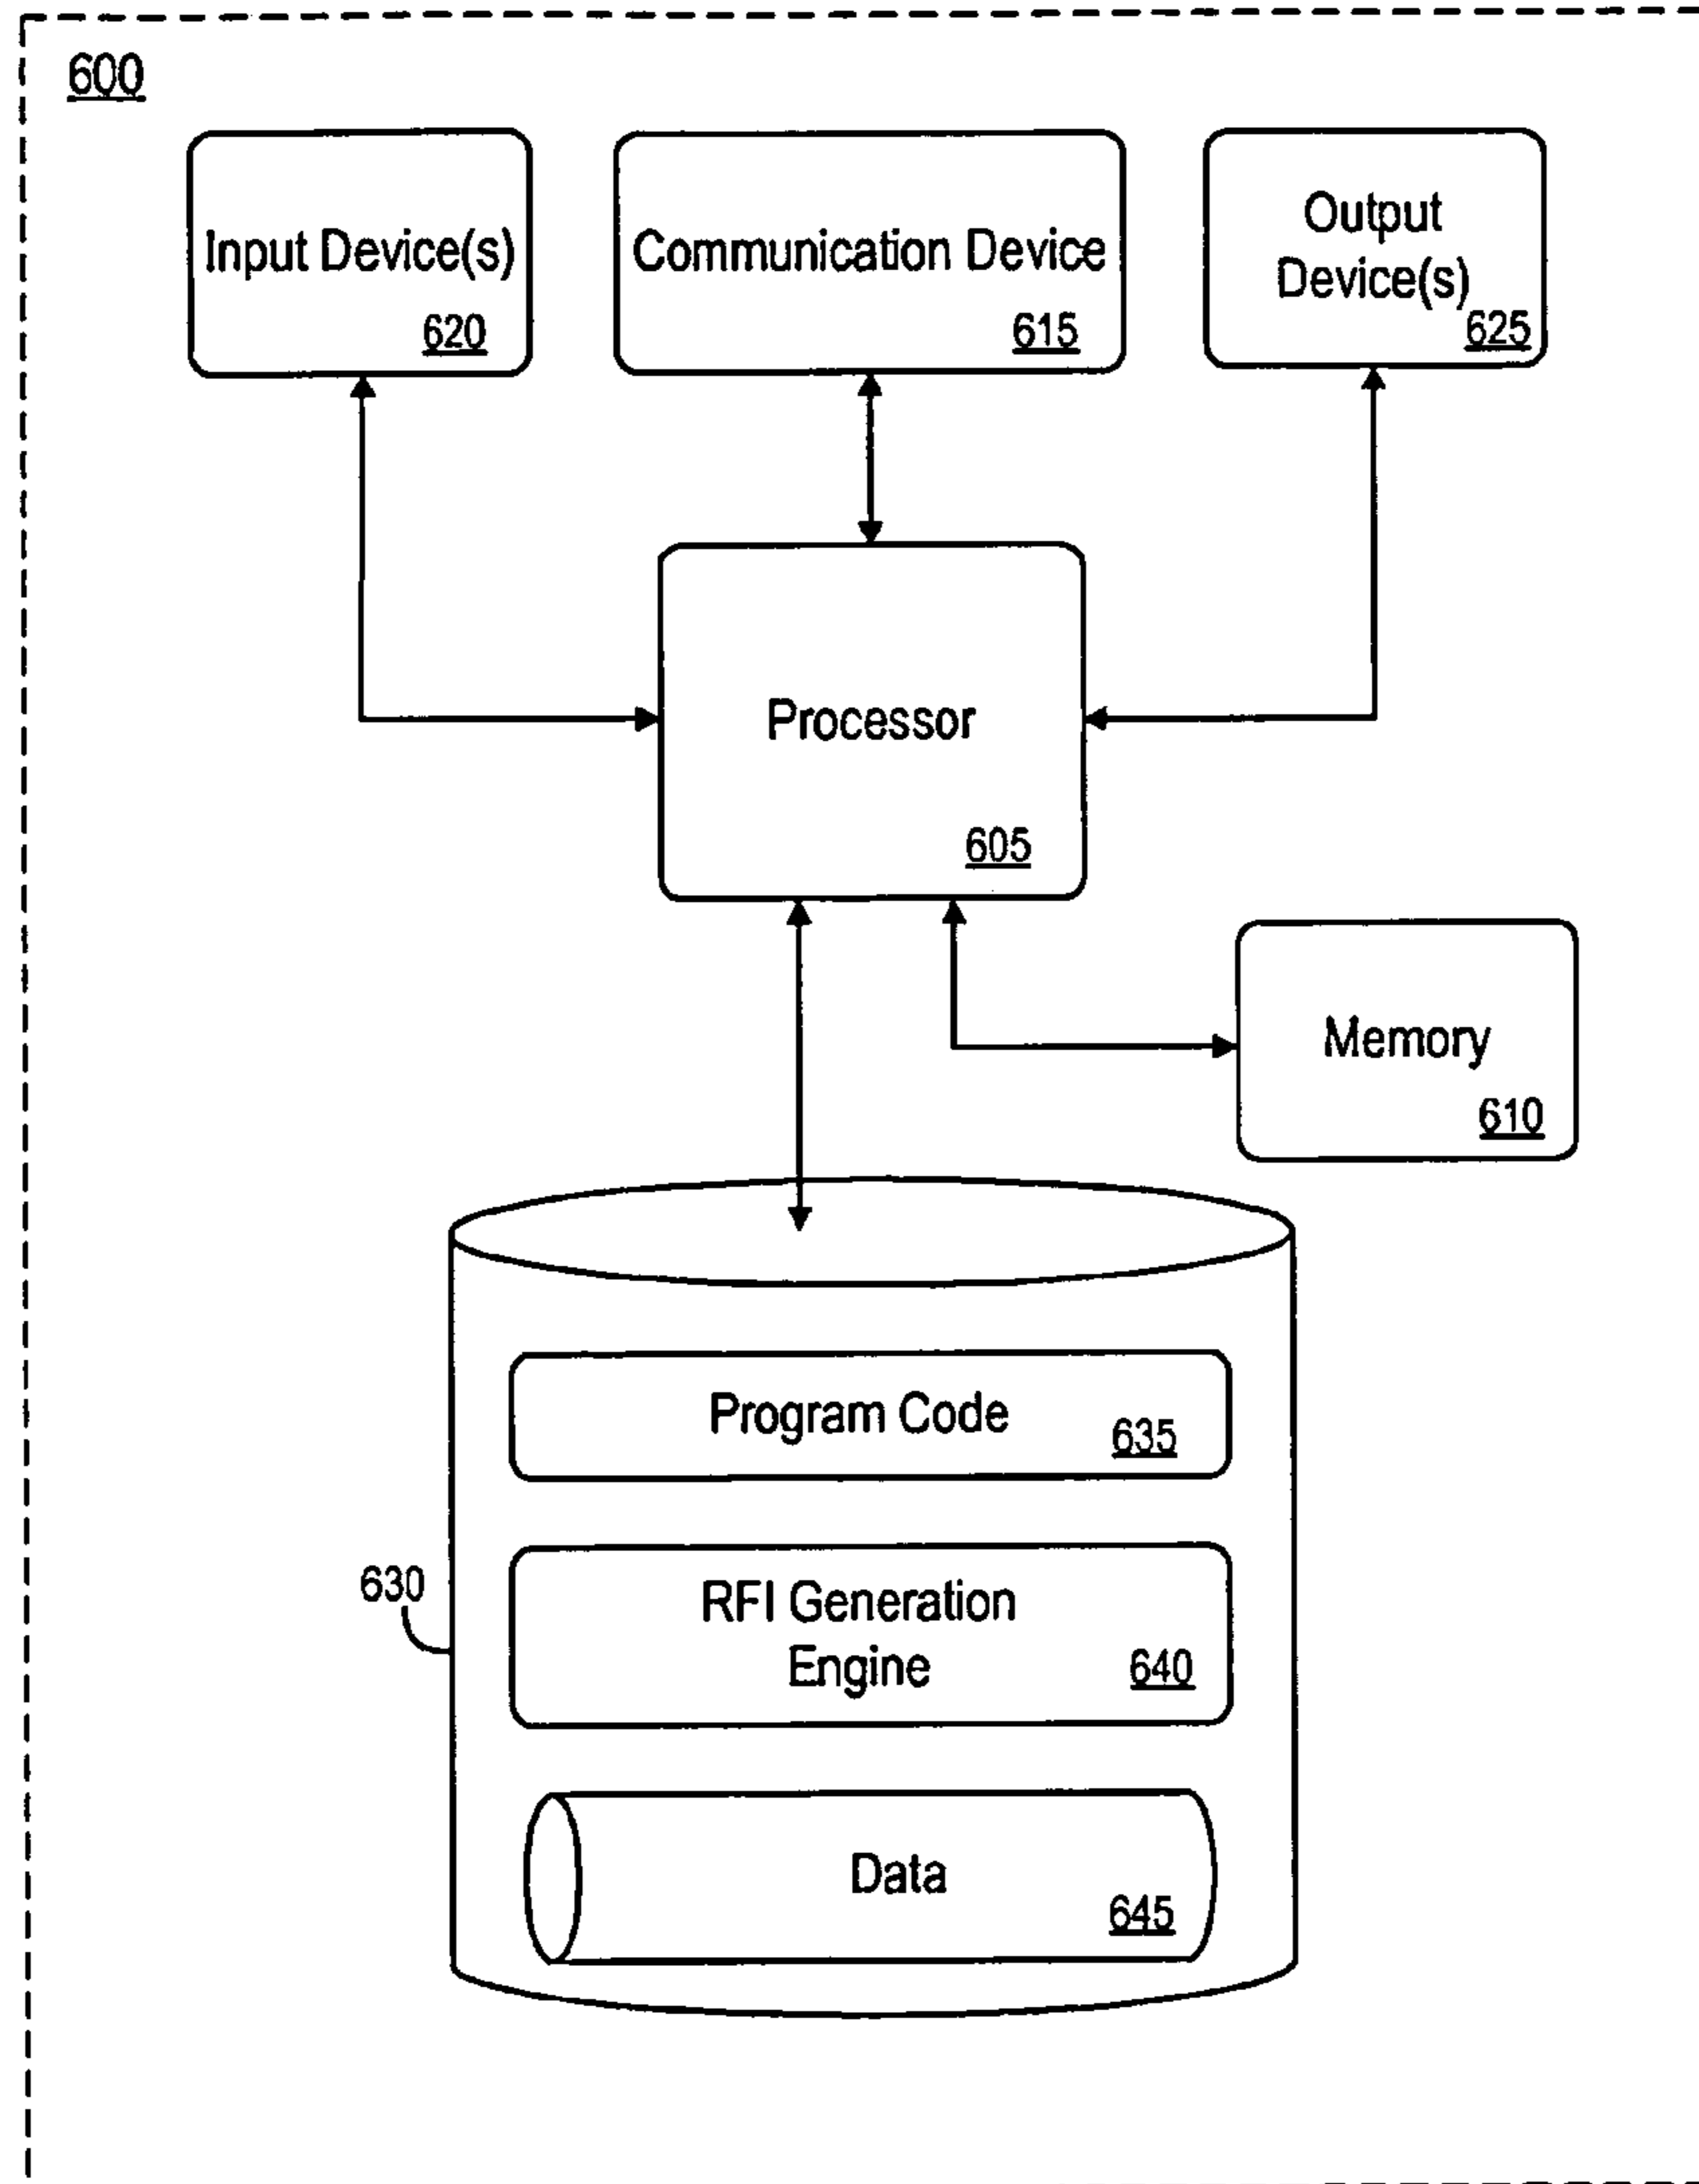 600
Input Device(s)
620
Communication Device
615
Output
Device(s)
625
Processor
605
Memory
610
Program Code
635
630
RFI Generation
Engine
640
Data
645